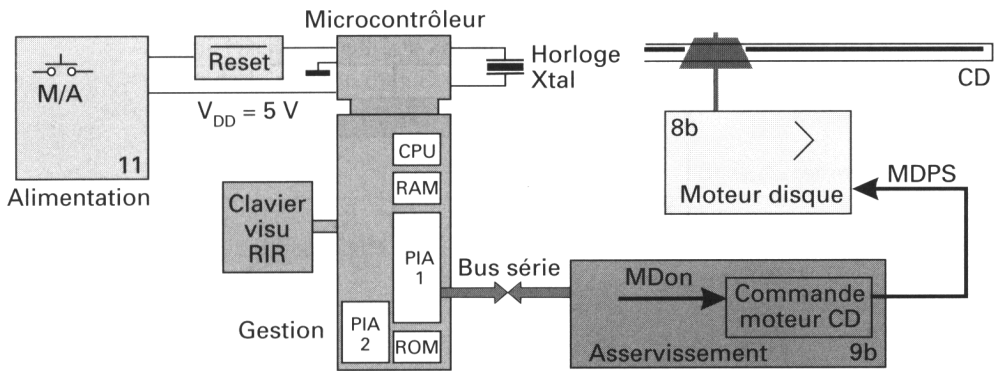 Microcontrôleur
Reset
Horloge
Xtal
M/A
V_DD = 5 V
11
Alimentation
CD
8b
Moteur disque
MDPS
CPU
RAM
Clavier
visu
RIR
PIA
1
Bus série
MDon
Commande
moteur CD
Gestion
PIA
2
ROM
Asservissement
9b